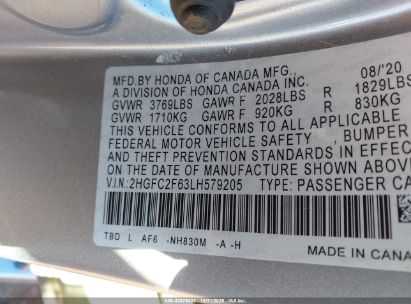 MFD.BY HONDA OF CANADA MFG., 08/'20
A DIVISION OF HONDA CANADA INC.
GVWR 3769LBS GAWR F 2028LBS R 1829LBS
GVWR 1710KG GAWR F 920KG R 830KG
THIS VEHICLE CONFORMS TO ALL APPLICABLE
FEDERAL MOTOR VEHICLE SAFETY , BUMPER
AND THEFT PREVENTION STANDARDS IN EFFECT
ON THE DATE OF MANUFACTURE SHOWN ABOVE
V.I.N.:2HGFC2F63LH579205 TYPE: PASSENGER CA
TBD L AF6 -NH830M -A -H
MADE IN CANAD